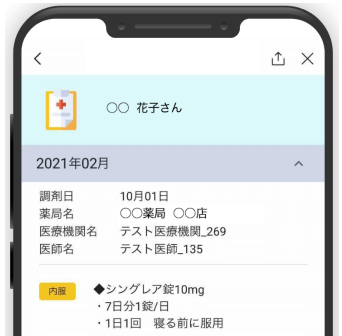 ○○ 花子さん
2021年02月
調剤日 10月01日
薬局名 ○○薬局 ○○店
医療機関名 テスト医療機関_269
医師名 テスト医師_135
内服 ◆シングレア錠10mg
・7日分1錠/日
・1日1回 寝る前に服用